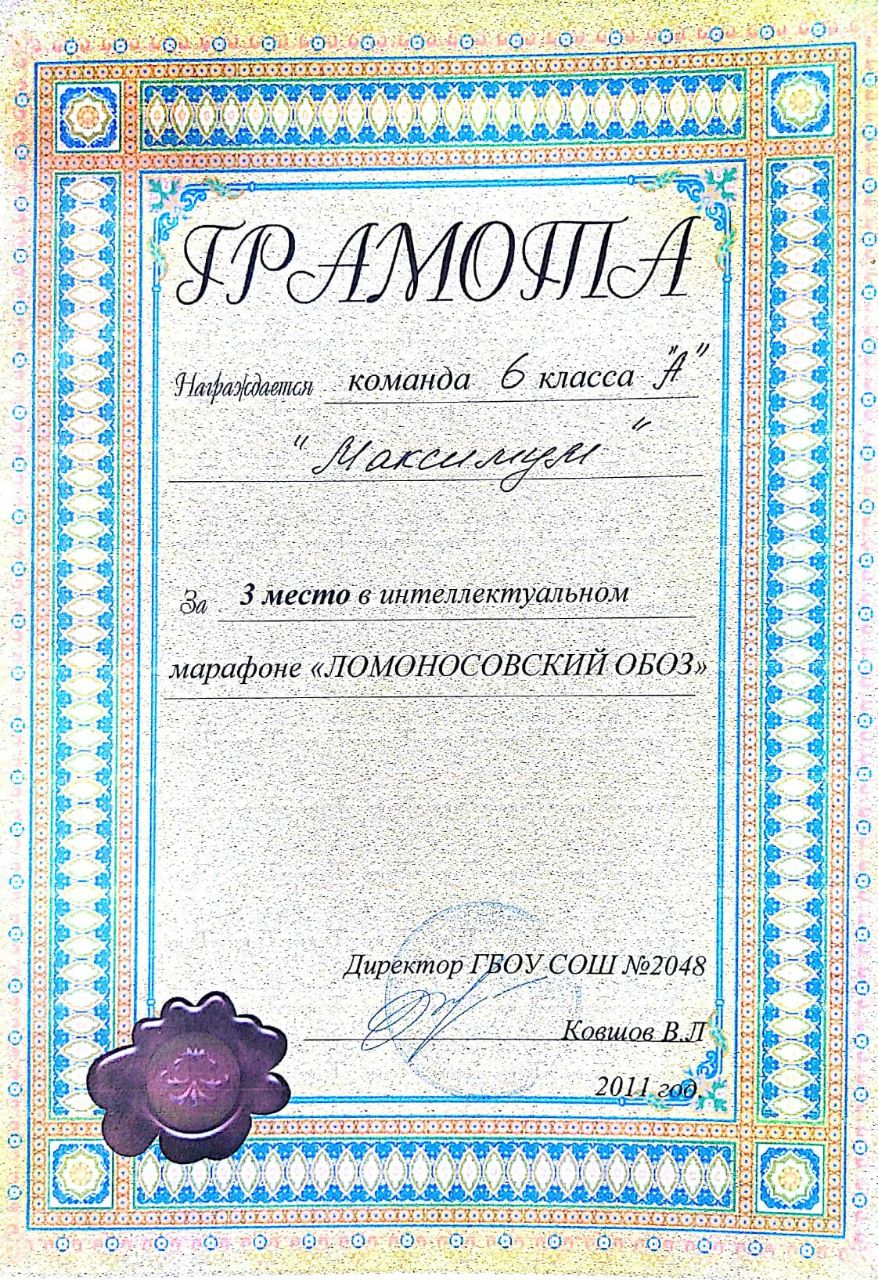 ГРАМОТА
Награждается команда 6 класса "А"
"Максимум"
За 3 место в интеллектуальном
марафоне «ЛОМОНОСОВСКИЙ ОБОЗ»
Директор ГБОУ СОШ №2048
Ковшов В.Л
2011 год